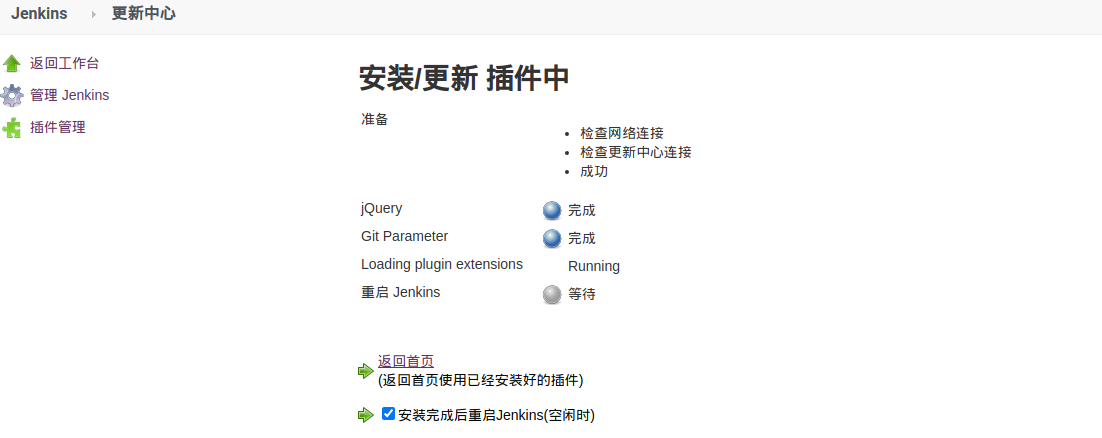 Jenkins 更新中心
返回工作台
管理 Jenkins
插件管理
安装/更新 插件中
准备
检查网络连接
检查更新中心连接
成功
jQuery 完成
Git Parameter 完成
Loading plugin extensions Running
重启 Jenkins 等待
返回首页
(返回首页使用已经安装好的插件)
安装完成后重启Jenkins(空闲时)